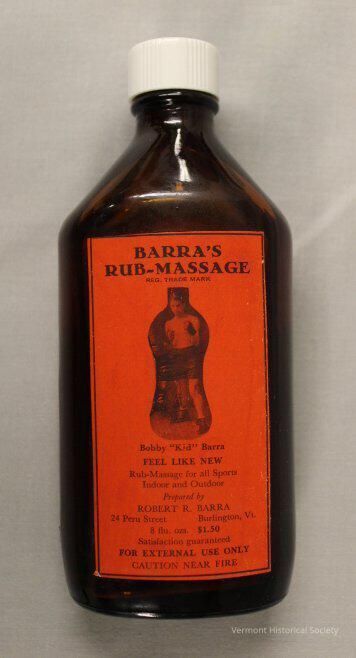 BARRA'S
RUB-MASSAGE
REG. TRADE MARK
Bobby "Kid" Barra
FEEL LIKE NEW
Rub-Massage for all Sports
Indoor and Outdoor
Prepared by
ROBERT R. BARRA
24 Peru Street Burlington, Vt.
8 flu. ozs. $1.50
Satisfaction guaranteed
FOR EXTERNAL USE ONLY
CAUTION NEAR FIRE
Vermont Historical Society